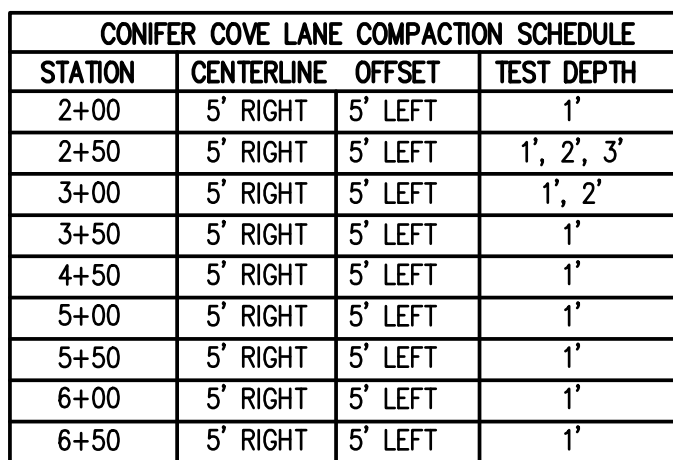 CONIFER COVE LANE COMPACTION SCHEDULE
STATION CENTERLINE OFFSET TEST DEPTH
2+00 5' RIGHT 5' LEFT 1'
2+50 5' RIGHT 5' LEFT 1', 2', 3'
3+00 5' RIGHT 5' LEFT 1', 2'
3+50 5' RIGHT 5' LEFT 1'
4+50 5' RIGHT 5' LEFT 1'
5+00 5' RIGHT 5' LEFT 1'
5+50 5' RIGHT 5' LEFT 1'
6+00 5' RIGHT 5' LEFT 1'
6+50 5' RIGHT 5' LEFT 1'